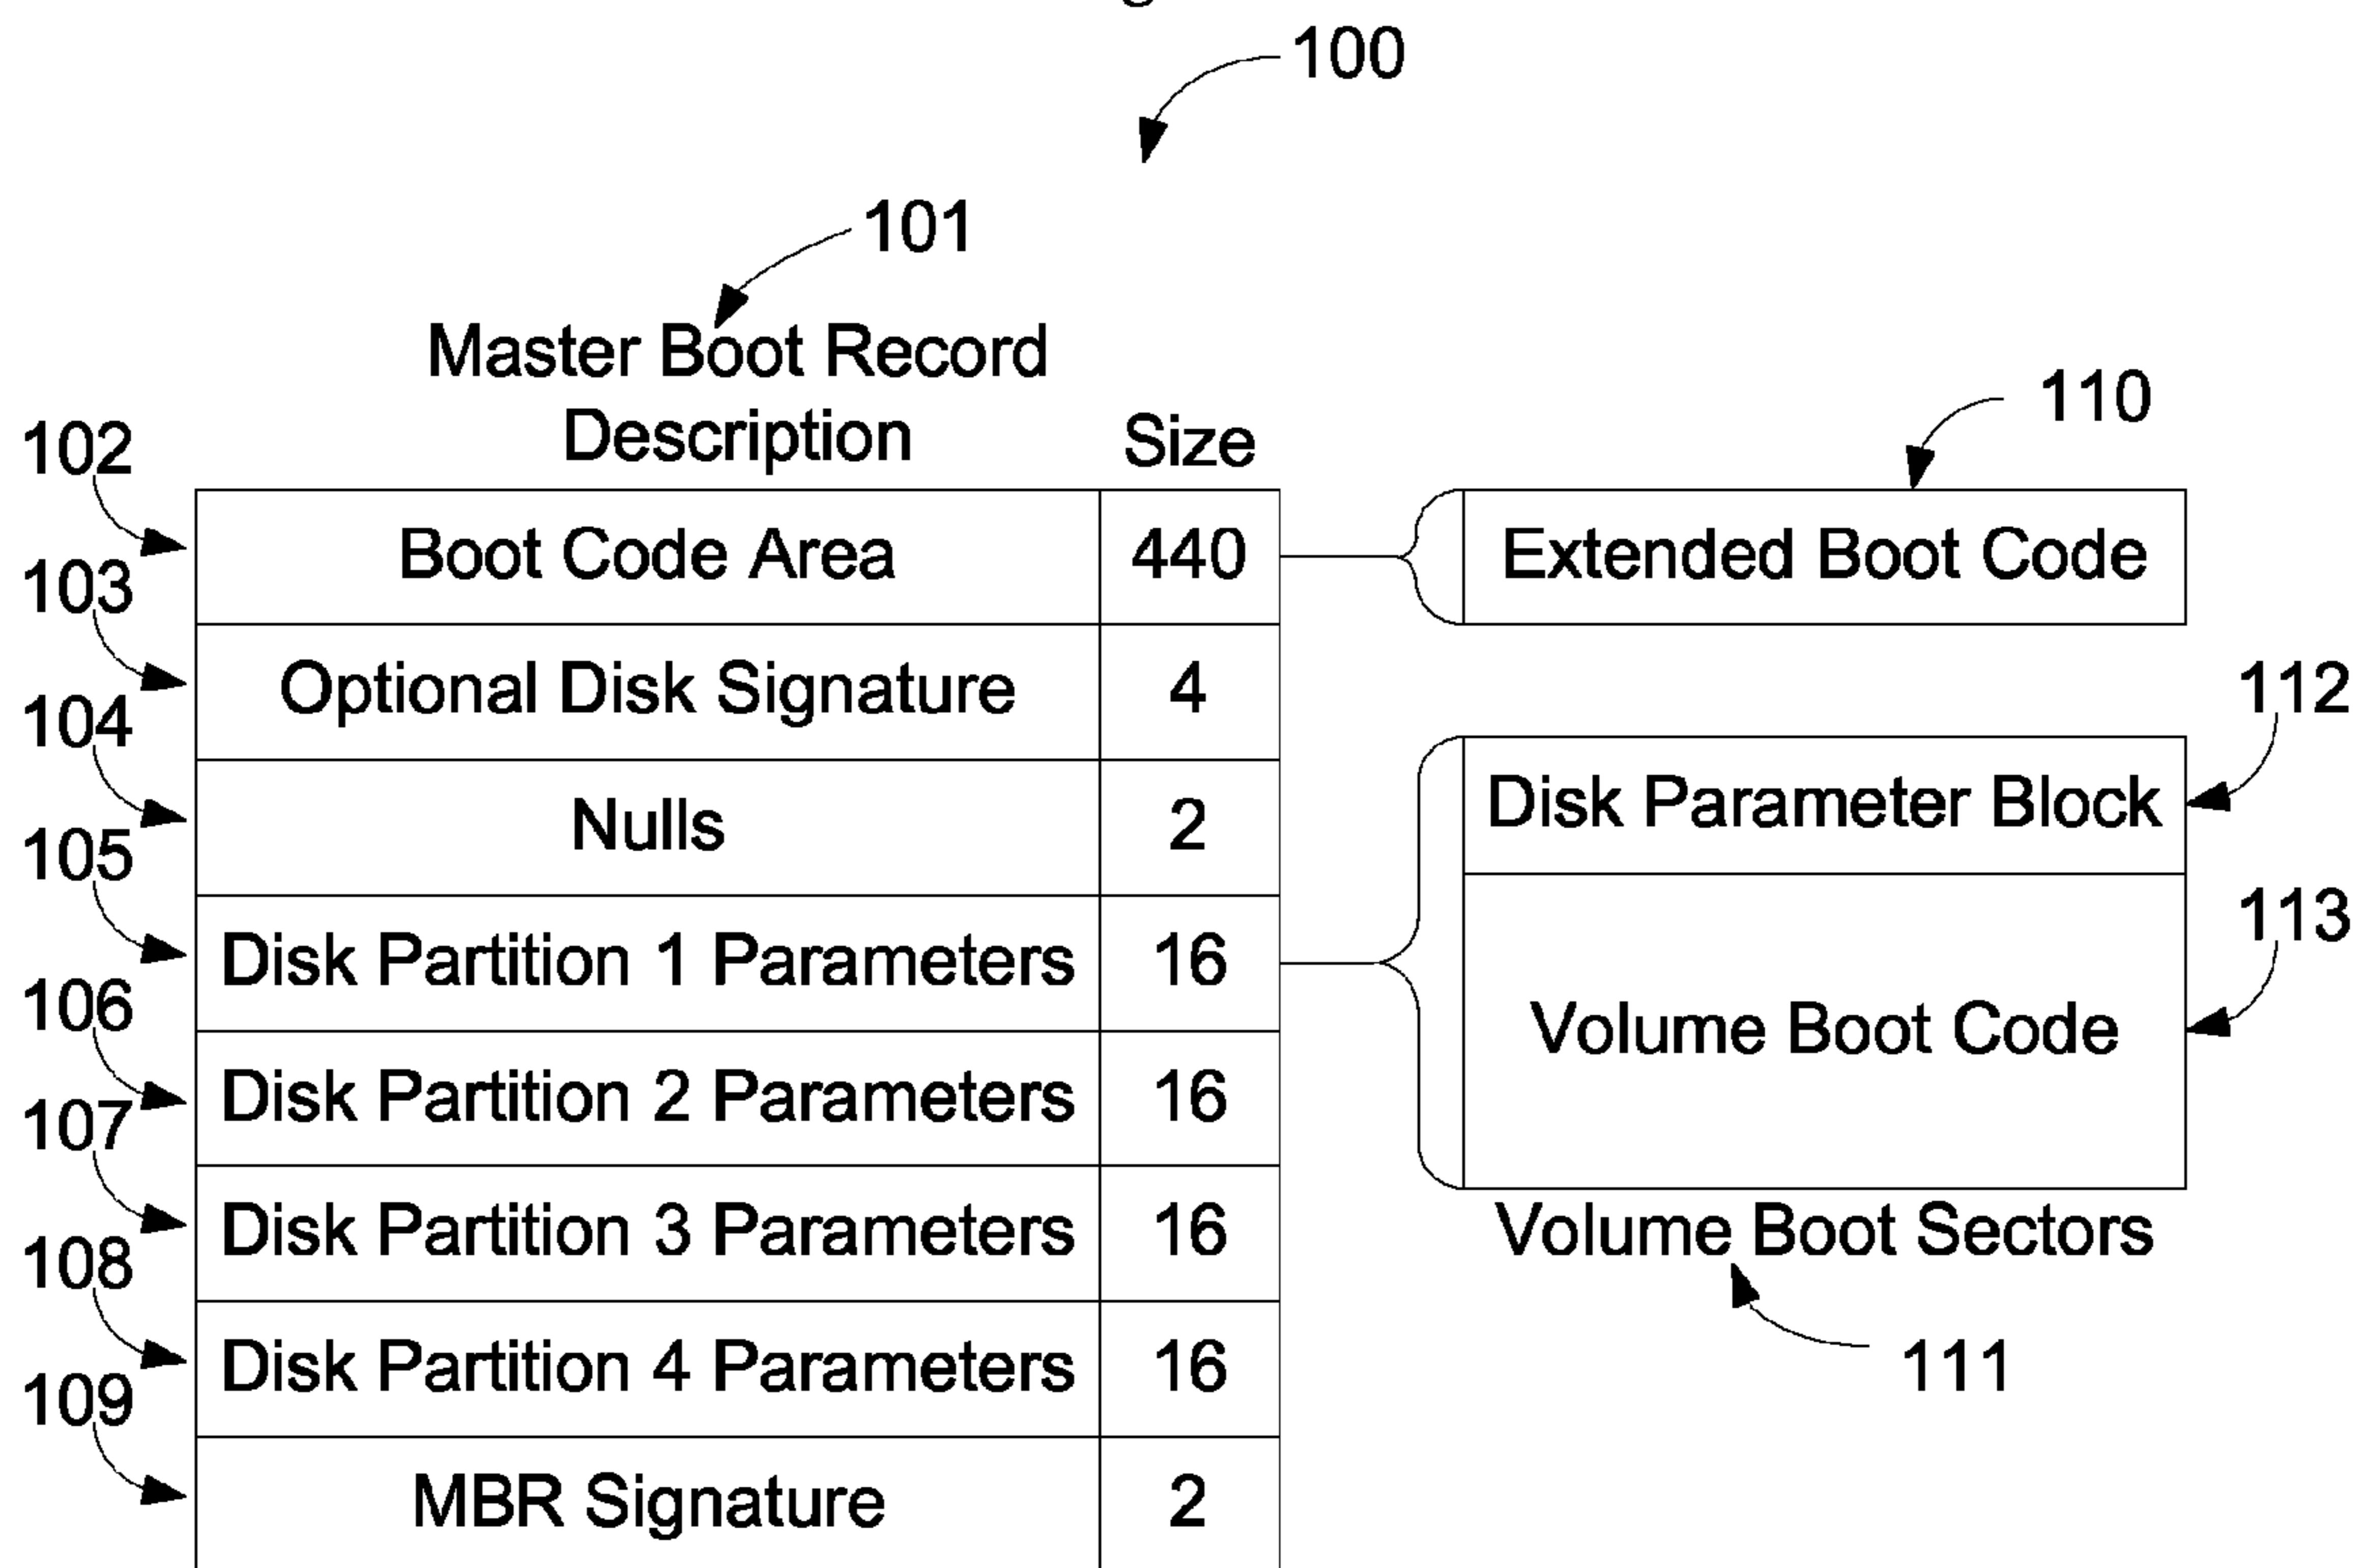 100
101
Master Boot Record
Description
Size
102
Boot Code Area 440
103
Optional Disk Signature 4
104
Nulls 2
105
Disk Partition 1 Parameters 16
106
Disk Partition 2 Parameters 16
107
Disk Partition 3 Parameters 16
108
Disk Partition 4 Parameters 16
109
MBR Signature 2
110
Extended Boot Code
112
Disk Parameter Block
113
Volume Boot Code
Volume Boot Sectors
111